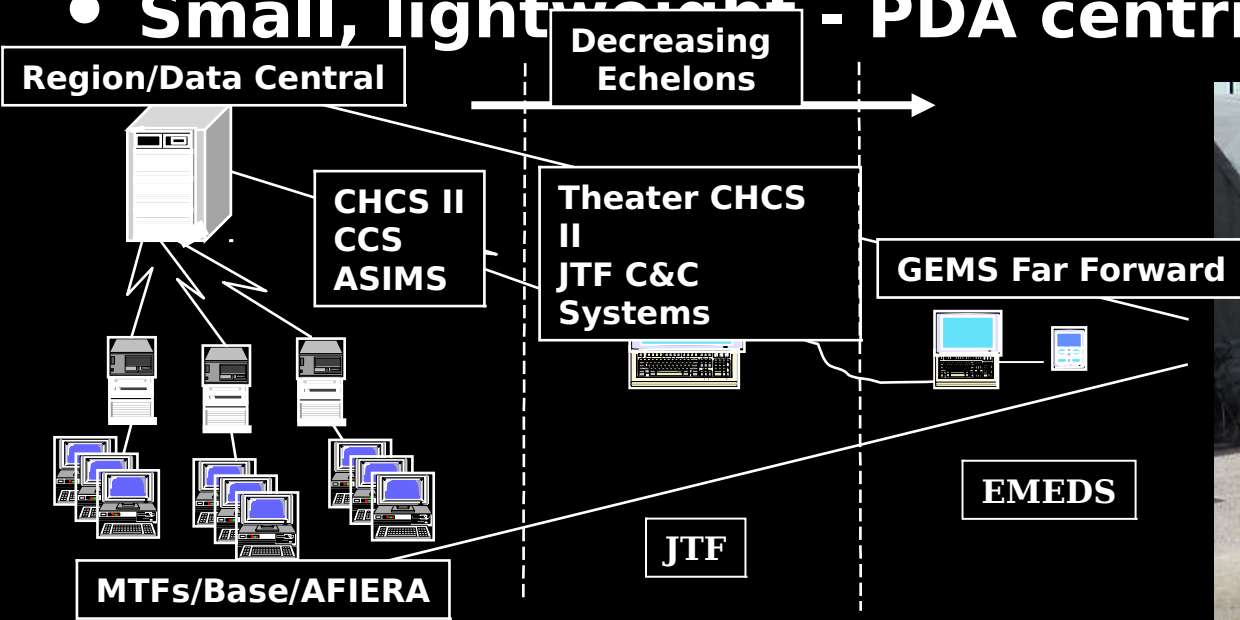 • Small, lightweight - PDA centri
Decreasing
Echelons
Region/Data Central
CHCS II
CCS
ASIMS
Theater CHCS
II
JTF C&C
Systems
GEMS Far Forward
EMEDS
JTF
MTFs/Base/AFIERA